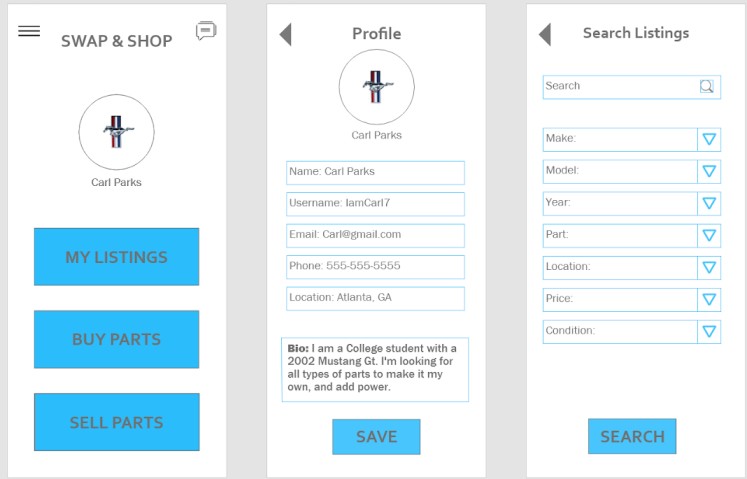 SWAP & SHOP
Carl Parks
MY LISTINGS
BUY PARTS
SELL PARTS
Profile
Carl Parks
Name: Carl Parks
Username: IamCarl7
Email: Carl@gmail.com
Phone: 555-555-5555
Location: Atlanta, GA
Bio: I am a College student with a
2002 Mustang Gt. I'm looking for
all types of parts to make it my
own, and add power.
SAVE
Search Listings
Search
Make:
Model:
Year:
Part:
Location:
Price:
Condition:
SEARCH